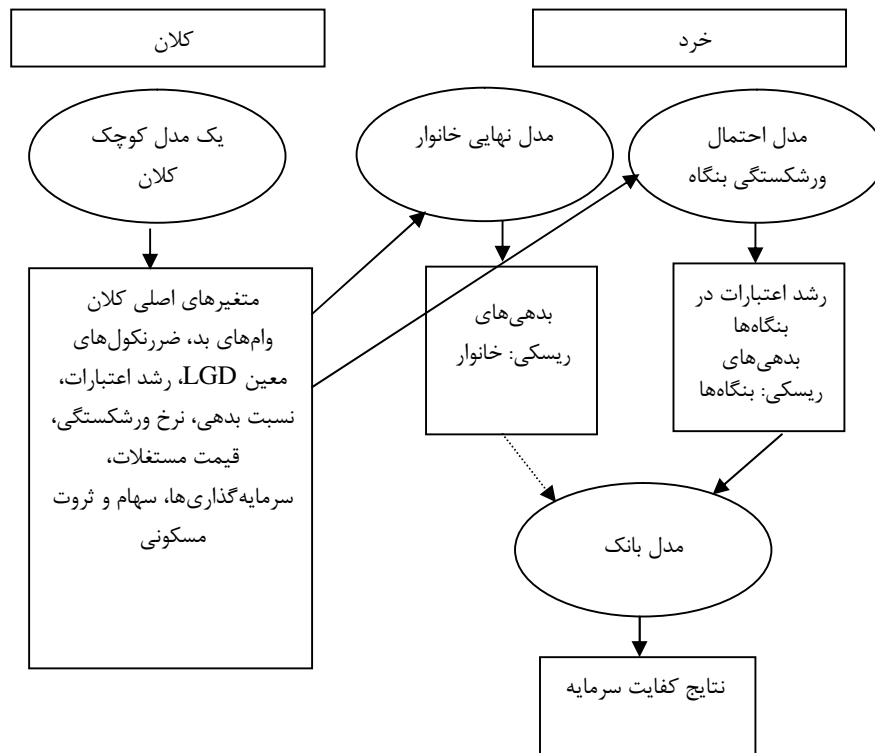 کلان
خرد
یک مدل کوچک
کلان
مدل نهایی خانوار
مدل احتمال
ورشکستگی بنگاه
متغیرهای اصلی کلان
وام‌های بد، ضررنکول‌های
معین LGD، رشد اعتبارات،
نسبت بدهی، نرخ ورشکستگی،
قیمت مستغلات،
سرمایه‌گذاری‌ها، سهام و ثروت
مسکونی
بدهی‌های
ریسکی: خانوار
رشد اعتبارات در
بنگاه‌ها
بدهی‌های
ریسکی: بنگاه‌ها
مدل بانک
نتایج کفایت سرمایه